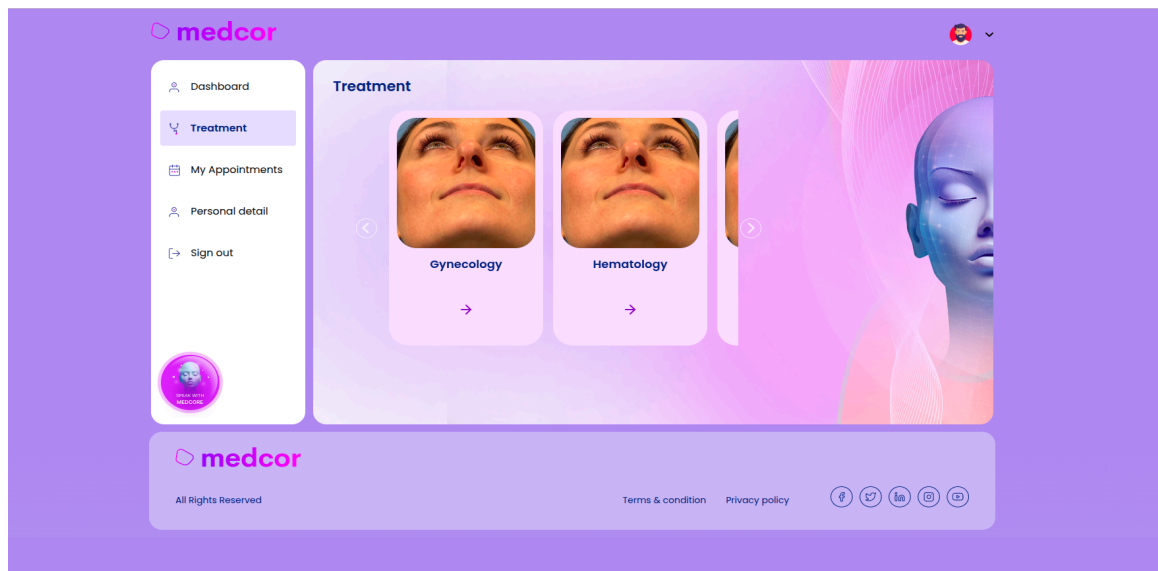 medcor
Dashboard
Treatment
My Appointments
Personal detail
Sign out
SPEAK WITH
MEDCORE
Treatment
Gynecology
Hematology
medcor
All Rights Reserved
Terms & condition
Privacy policy